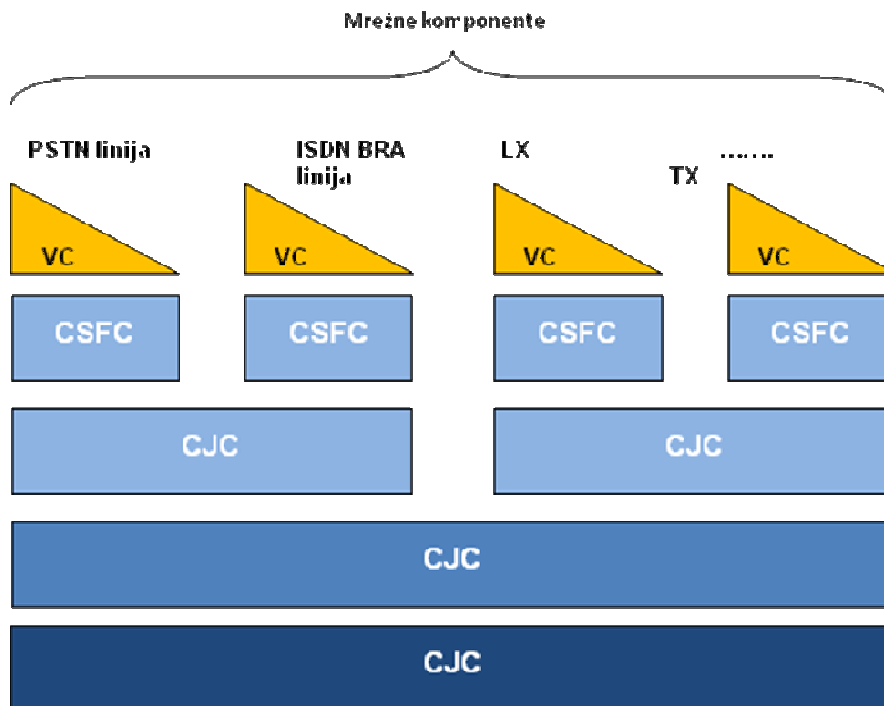 Mrežne komponente
PSTN linija
ISDN BRA
linija
LX
TX
.......
VC
VC
VC
VC
CSFC
CSFC
CSFC
CSFC
CJC
CJC
CJC
CJC